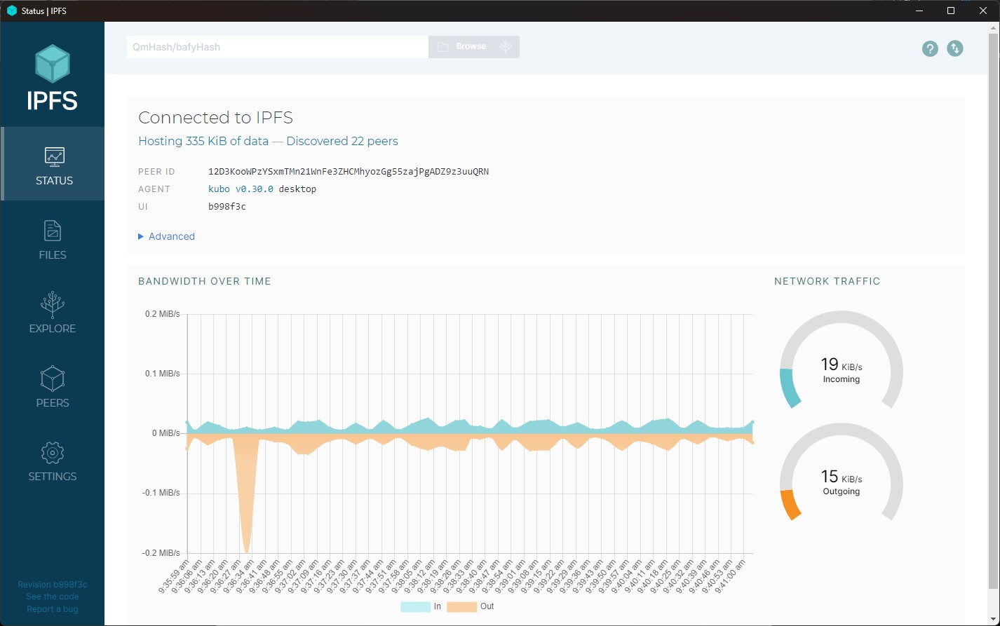 Status | IPFS
IPFS
STATUS
FILES
EXPLORE
PEERS
SETTINGS
Revision b998f3c
See the code
Report a bug
QmHash/bafyHash
Browse
?
Connected to IPFS
Hosting 335 KiB of data — Discovered 22 peers
PEER ID 12D3KooWPzYSxmTMn21WnFe3ZHCMhyozGg55zajPgADZ9z3uuQRN
AGENT kubo v0.30.0 desktop
UI b998f3c
Advanced
BANDWIDTH OVER TIME
0.2 MiB/s
0.1 MiB/s
0 MiB/s
-0.1 MiB/s
-0.2 MiB/s
9:35:59 am
9:36:06 am
9:36:13 am
9:36:20 am
9:36:27 am
9:36:34 am
9:36:41 am
9:36:48 am
9:36:55 am
9:37:02 am
9:37:09 am
9:37:16 am
9:37:23 am
9:37:30 am
9:37:37 am
9:37:44 am
9:37:51 am
9:37:58 am
9:38:05 am
9:38:12 am
9:38:19 am
9:38:26 am
9:38:33 am
9:38:40 am
9:38:47 am
9:38:54 am
9:39:01 am
9:39:08 am
9:39:15 am
9:39:22 am
9:39:29 am
9:39:36 am
9:39:43 am
9:39:50 am
9:39:57 am
9:40:04 am
9:40:11 am
9:40:18 am
9:40:25 am
9:40:32 am
9:40:39 am
9:40:46 am
9:40:53 am
9:41:00 am
In
Out
NETWORK TRAFFIC
19 KiB/s
Incoming
15 KiB/s
Outgoing